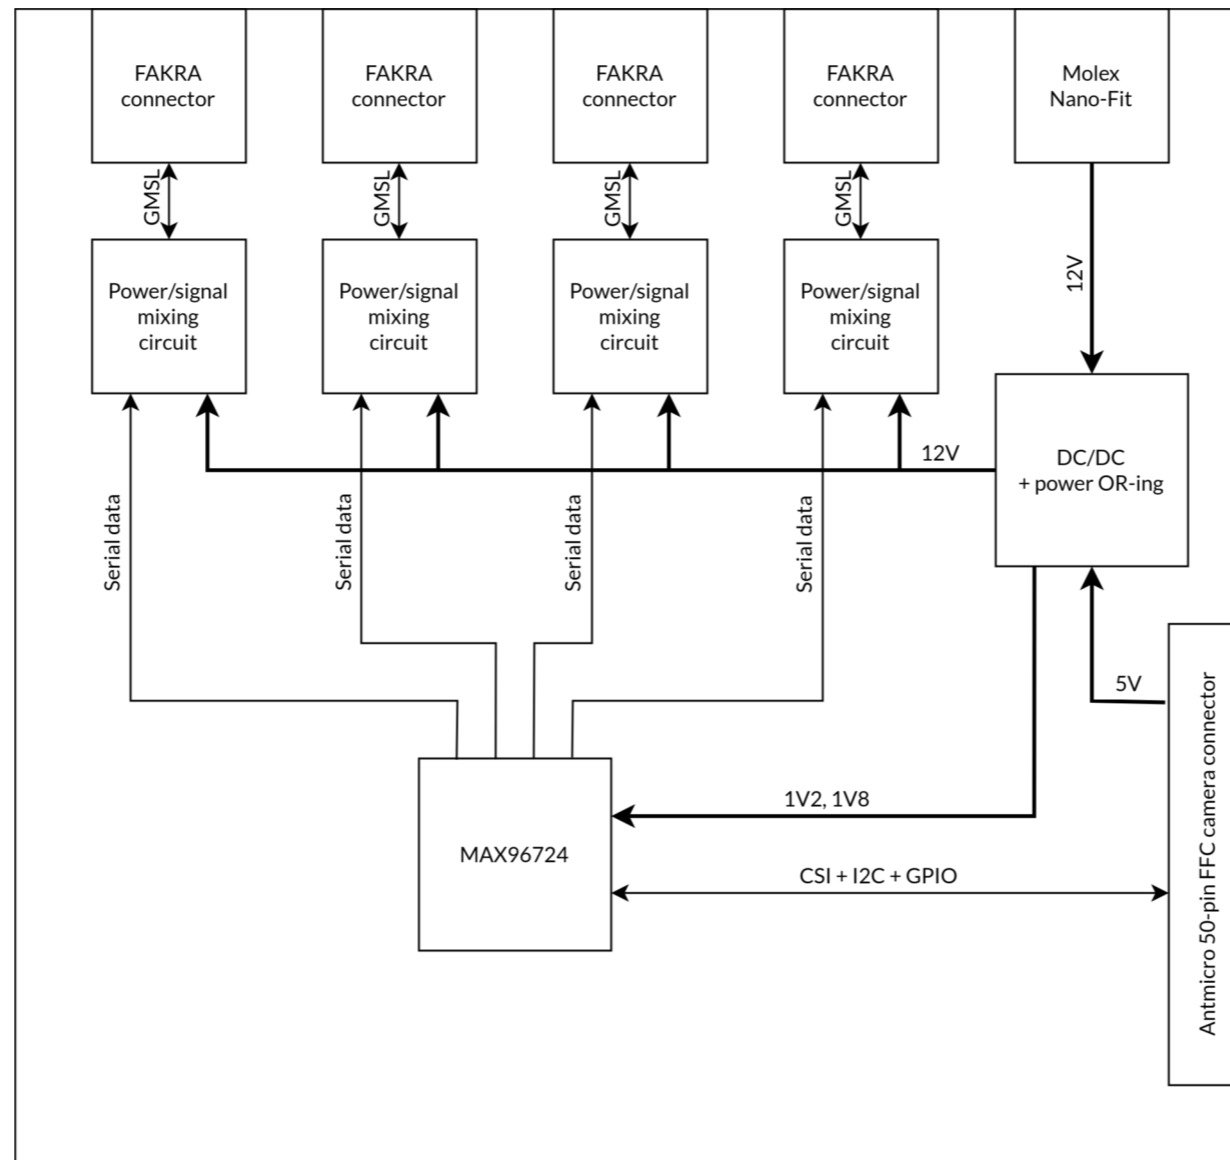 FAKRA
connector
FAKRA
connector
FAKRA
connector
FAKRA
connector
Molex
Nano-Fit
GMSL
GMSL
GMSL
GMSL
12V
Power/signal
mixing
circuit
Power/signal
mixing
circuit
Power/signal
mixing
circuit
Power/signal
mixing
circuit
12V
DC/DC
+ power OR-ing
Serial data
Serial data
Serial data
Serial data
5V
1V2, 1V8
MAX96724
CSI + I2C + GPIO
Antmicro 50-pin FFC camera connector